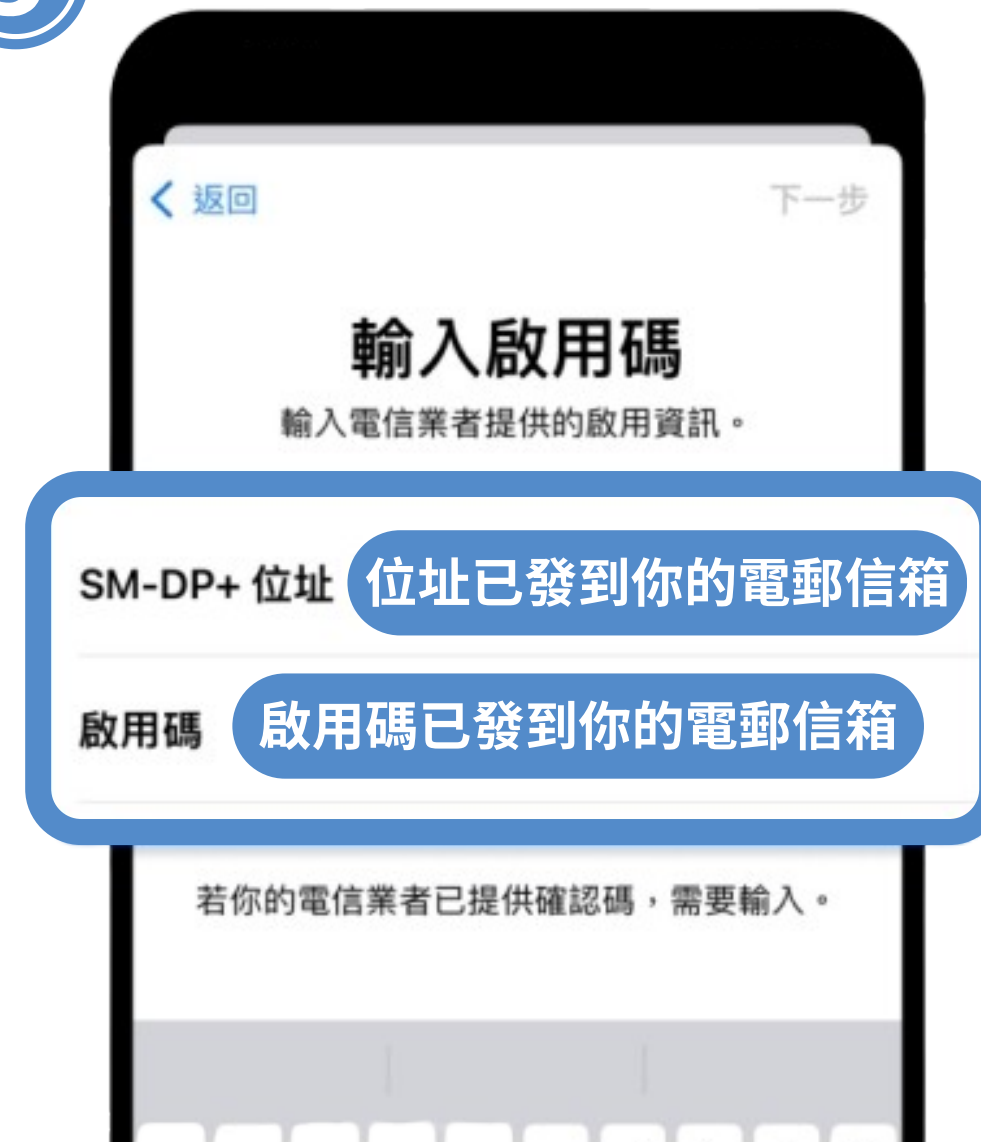 返回
下一步
輸入啟用碼
輸入電信業者提供的啟用資訊。
SM-DP+ 位址 位址已發到你的電郵信箱
啟用碼 啟用碼已發到你的電郵信箱
若你的電信業者已提供確認碼，需要輸入。